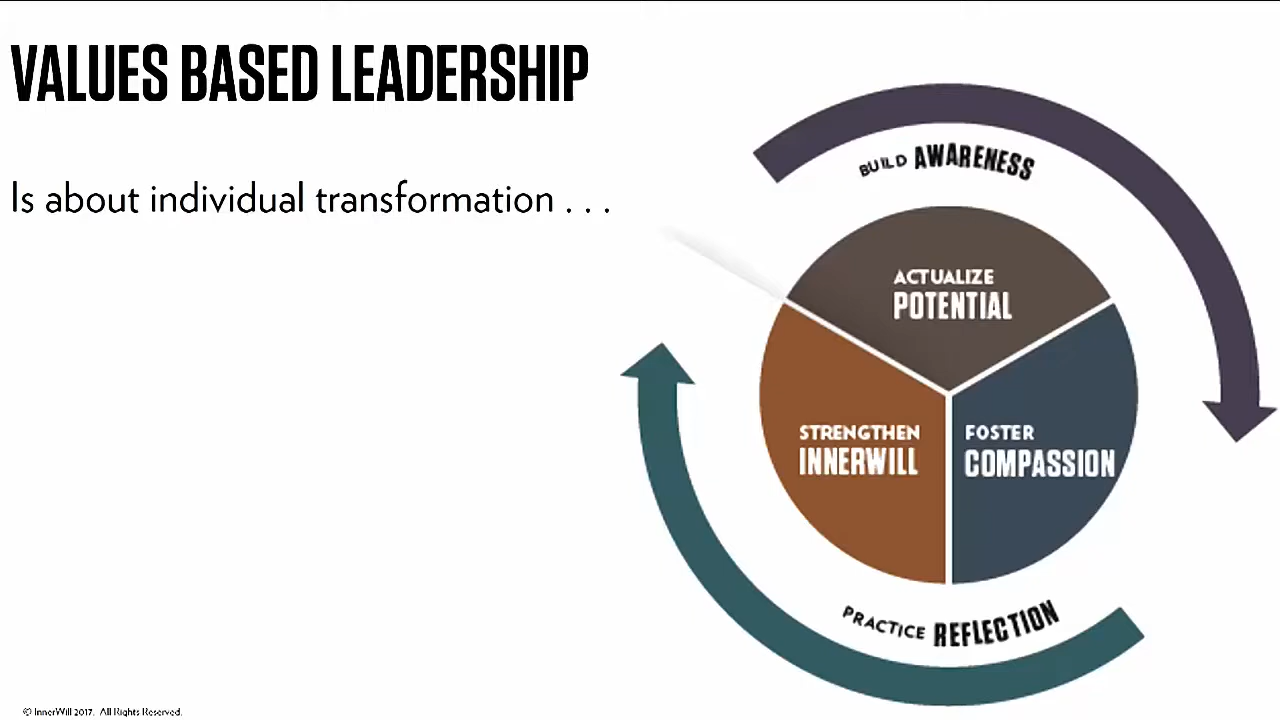 VALUES BASED LEADERSHIP
Is about individual transformation . . .
BUILD AWARENESS
ACTUALIZE
POTENTIAL
STRENGTHEN
INNERWILL
FOSTER
COMPASSION
PRACTICE REFLECTION
© InnerWill 2017. All Rights Reserved.